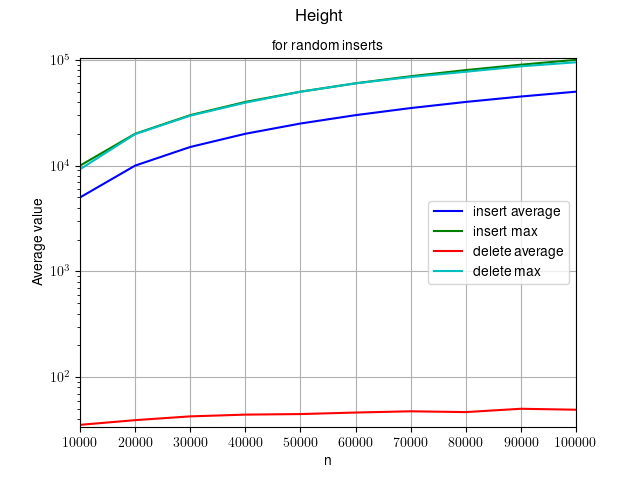 Height
for random inserts
Average value
10^5
10^4
10^3
10^2
insert average
insert max
delete average
delete max
10000 20000 30000 40000 50000 60000 70000 80000 90000 100000
n